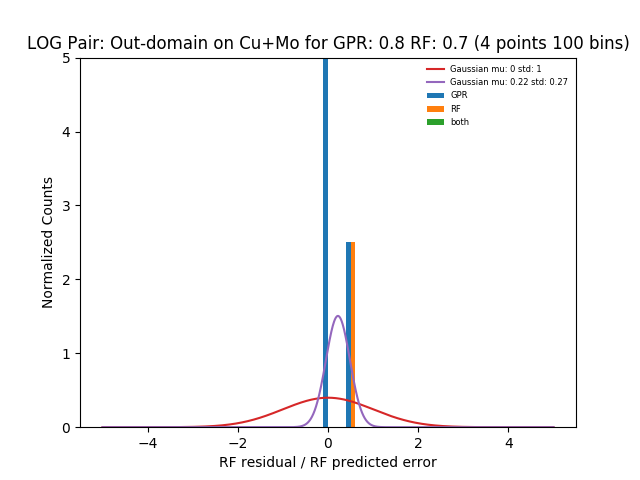 LOG Pair: Out-domain on Cu+Mo for GPR: 0.8 RF: 0.7 (4 points 100 bins)
Gaussian mu: 0 std: 1
Gaussian mu: 0.22 std: 0.27
GPR
RF
both
Normalized Counts
5
4
3
2
1
0
−4
−2
0
2
4
RF residual / RF predicted error